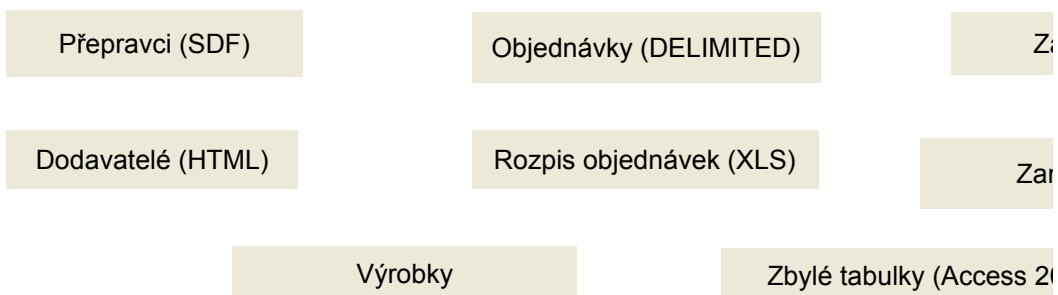 Přepravci (SDF)
Objednávky (DELIMITED)
Dodavatelé (HTML)
Rozpis objednávek (XLS)
Výrobky
Zbylé tabulky (Access